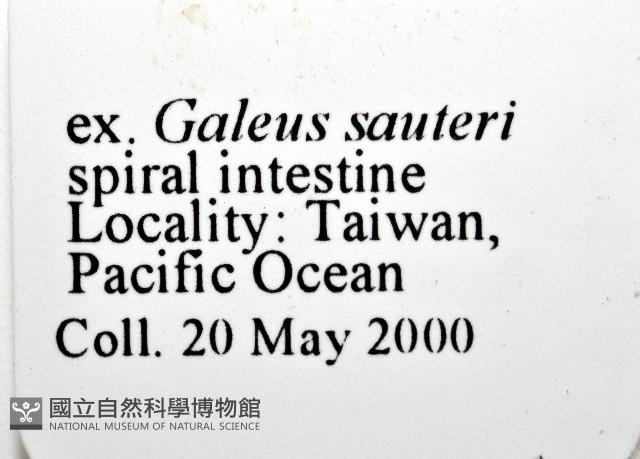 ex. Galeus sauteri
spiral intestine
Locality: Taiwan,
Pacific Ocean
Coll. 20 May 2000
國立自然科學博物館
NATIONAL MUSEUM OF NATURAL SCIENCE